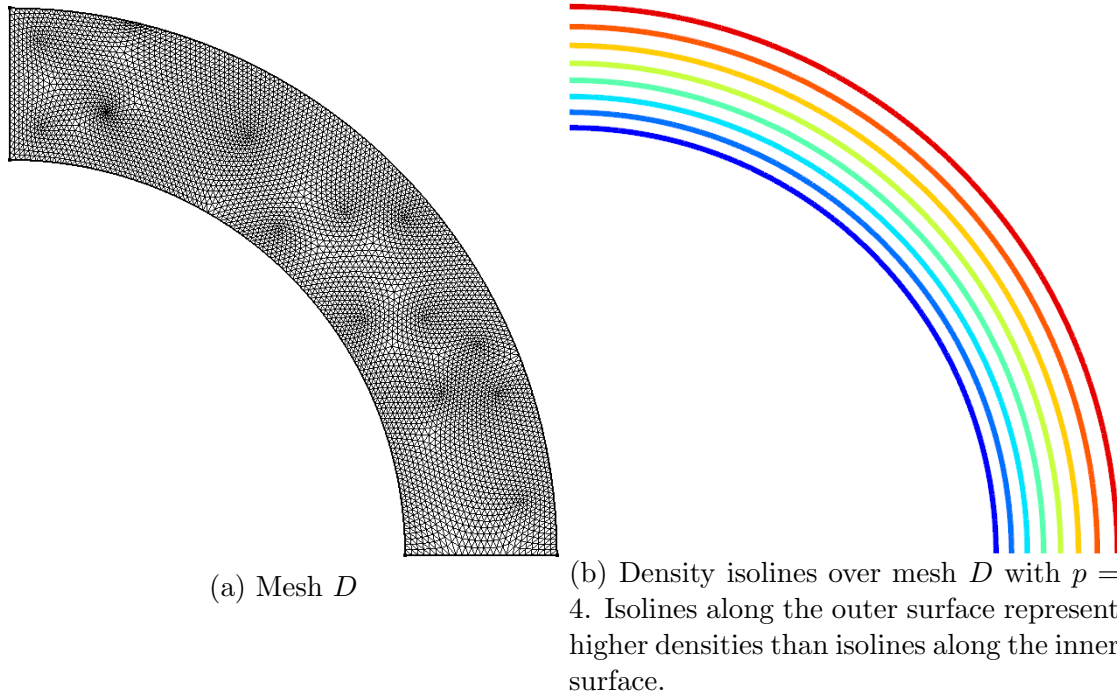 (a) Mesh D
(b) Density isolines over mesh D with p =
4. Isolines along the outer surface represent
higher densities than isolines along the inner
surface.